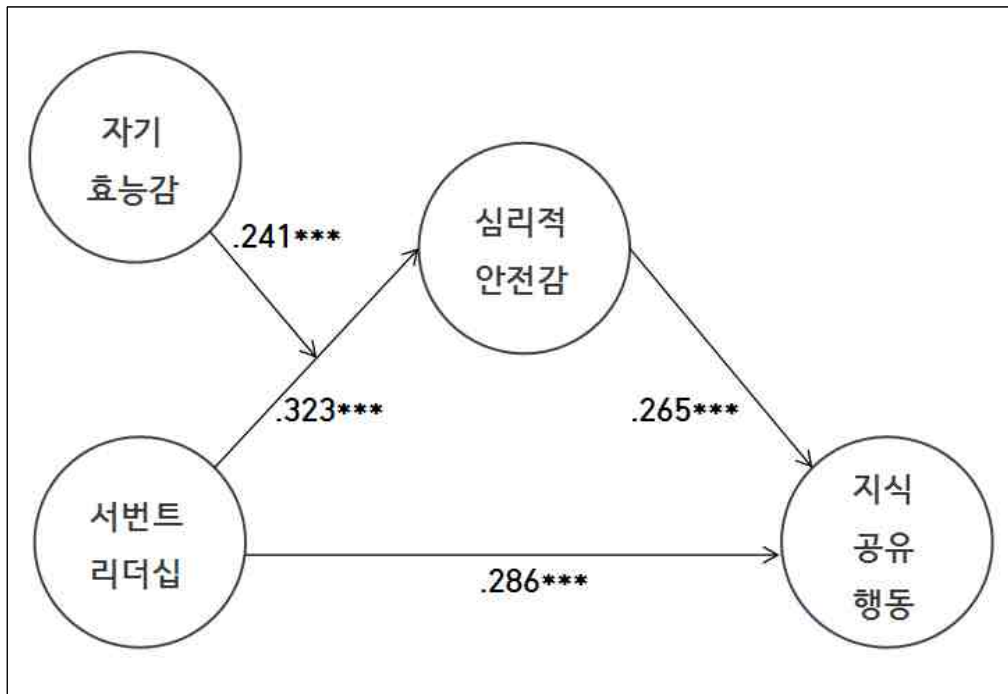 자기
효능감
.241***
심리적
안전감
.323***
.265***
서번트
리더십
.286***
지식
공유
행동